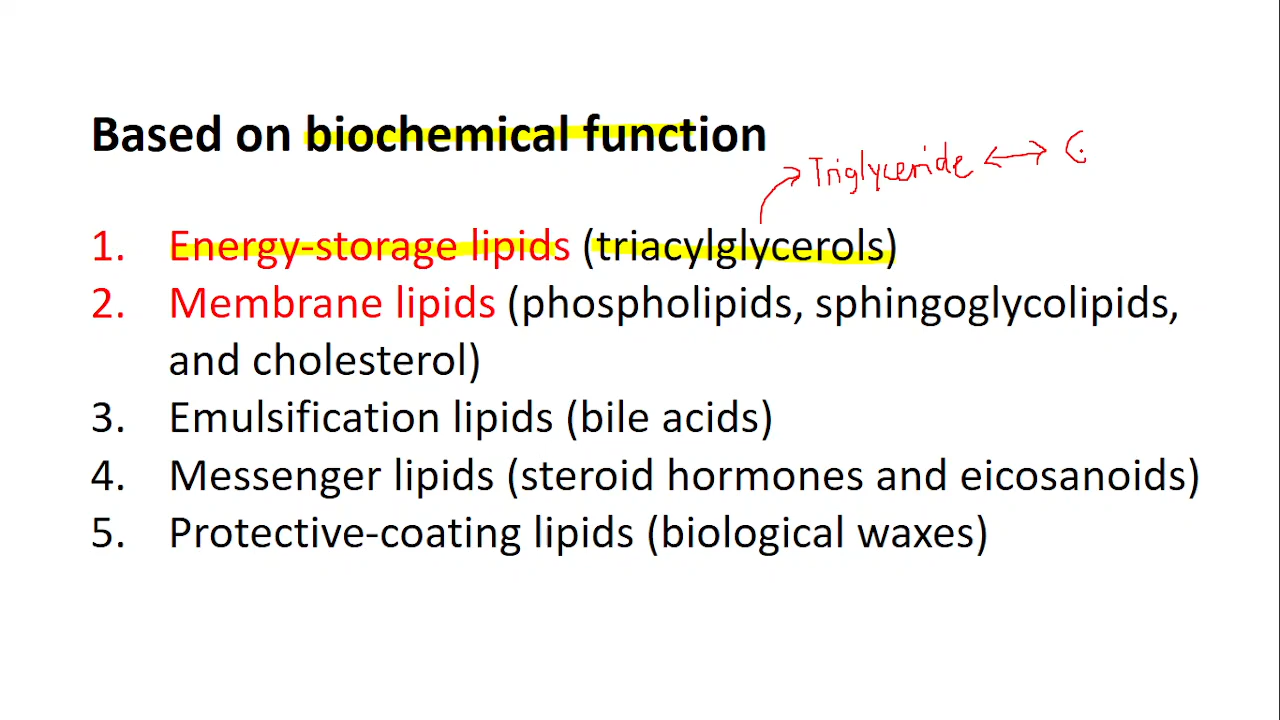 Based on biochemical function
Triglyceride
1. Energy-storage lipids (triacylglycerols)
2. Membrane lipids (phospholipids, sphingoglycolipids,
and cholesterol)
3. Emulsification lipids (bile acids)
4. Messenger lipids (steroid hormones and eicosanoids)
5. Protective-coating lipids (biological waxes)